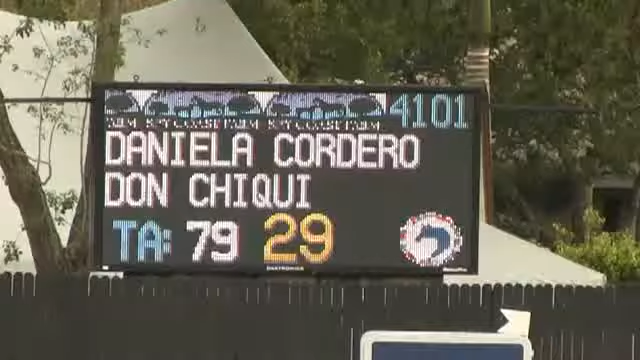 4101
DANIELA CORDERO
DON CHIQUI
TA: 79 29
DAKTRONICS